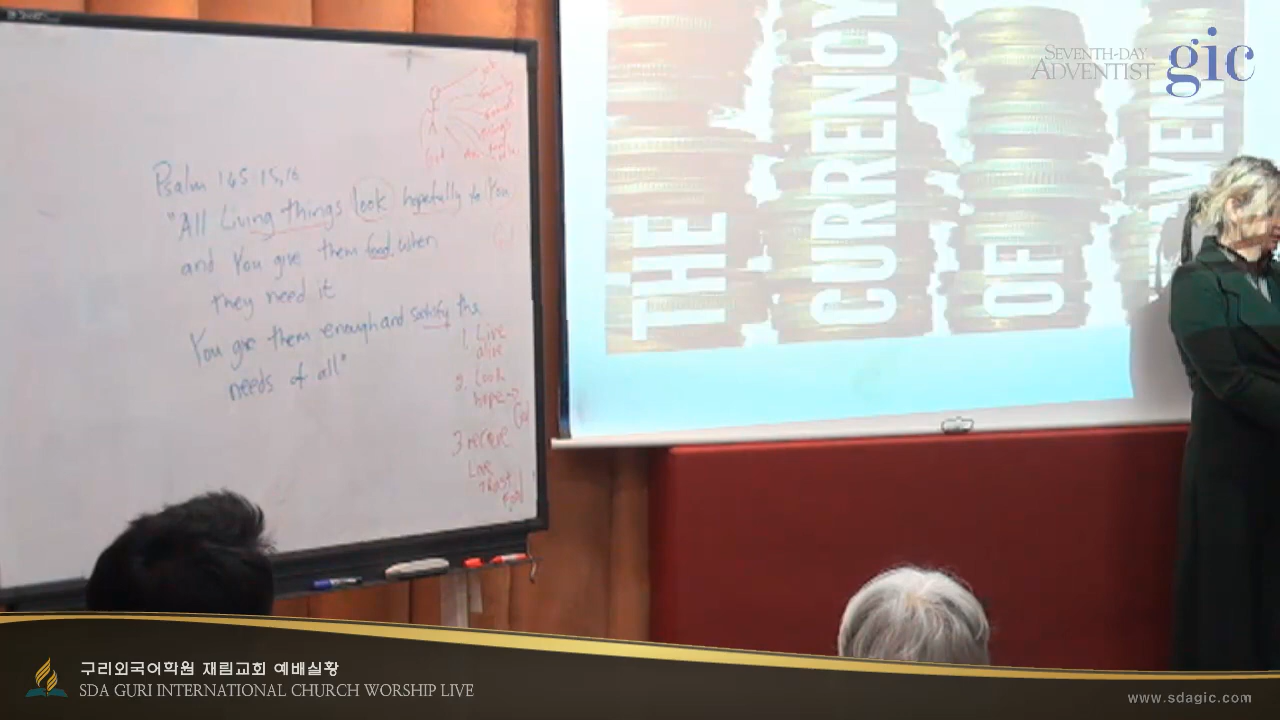 Psalm 145 15,16
"All Living things look hopefully to You
and You give them food, when
they need it
You give them enough and satisfy the
needs of all"
God
1. Live
alive
2. Look
hope
3 receive
Love
Trust
THE
CURRENCY
OF
SEVENTH-DAY
ADVENTIST
gic
구리외국어학원 재림교회 예배실황
SDA GURI INTERNATIONAL CHURCH WORSHIP LIVE
www.sdagic.com